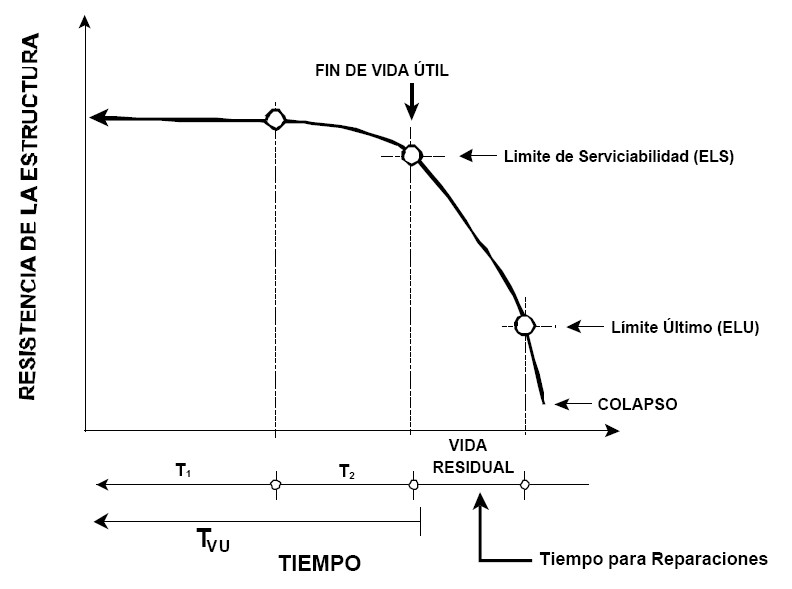 RESISTENCIA DE LA ESTRUCTURA
FIN DE VIDA ÚTIL
Limite de Serviciabilidad (ELS)
Límite Último (ELU)
COLAPSO
VIDA
RESIDUAL
T1
T2
TVU
TIEMPO
Tiempo para Reparaciones